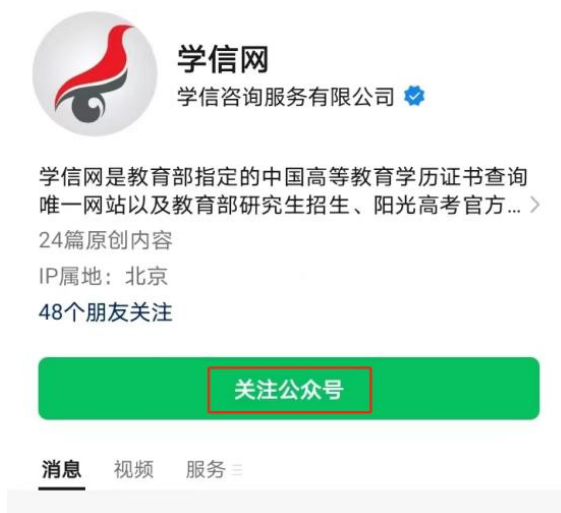 学信网
学信咨询服务有限公司
学信网是教育部指定的中国高等教育学历证书查询
唯一网站以及教育部研究生招生、阳光高考官方...
24篇原创内容
IP属地：北京
48个朋友关注
关注公众号
消息 视频 服务